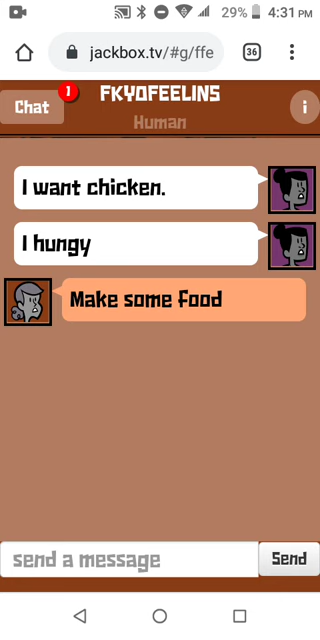 29% 4:31 PM
jackbox.tv/#g/ffe 36
Chat 1 FKYOFEELINS i
Human
I want chicken.
I hungy
Make some food
send a message Send